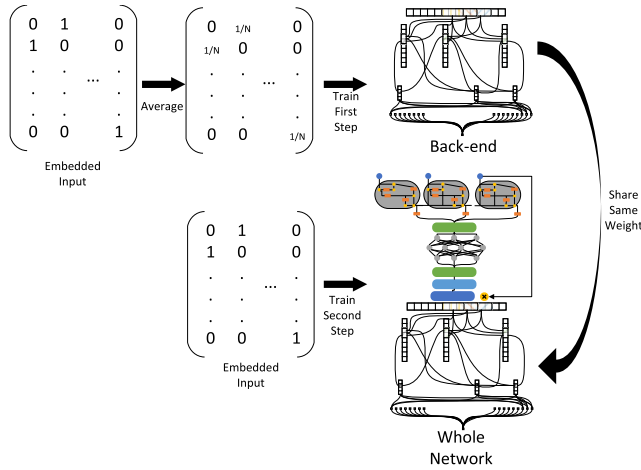 0 1 0
1 0 0
. . .
. ... .
. . .
0 0 1
Embedded
Input
Average
0 1/N 0
1/N 0 0
. . .
. ... .
. . .
0 0 1/N
Train
First
Step
Back-end
Share
Same
Weight
0 1 0
1 0 0
. . .
. ... .
. . .
0 0 1
Embedded
Input
Train
Second
Step
×
Whole
Network